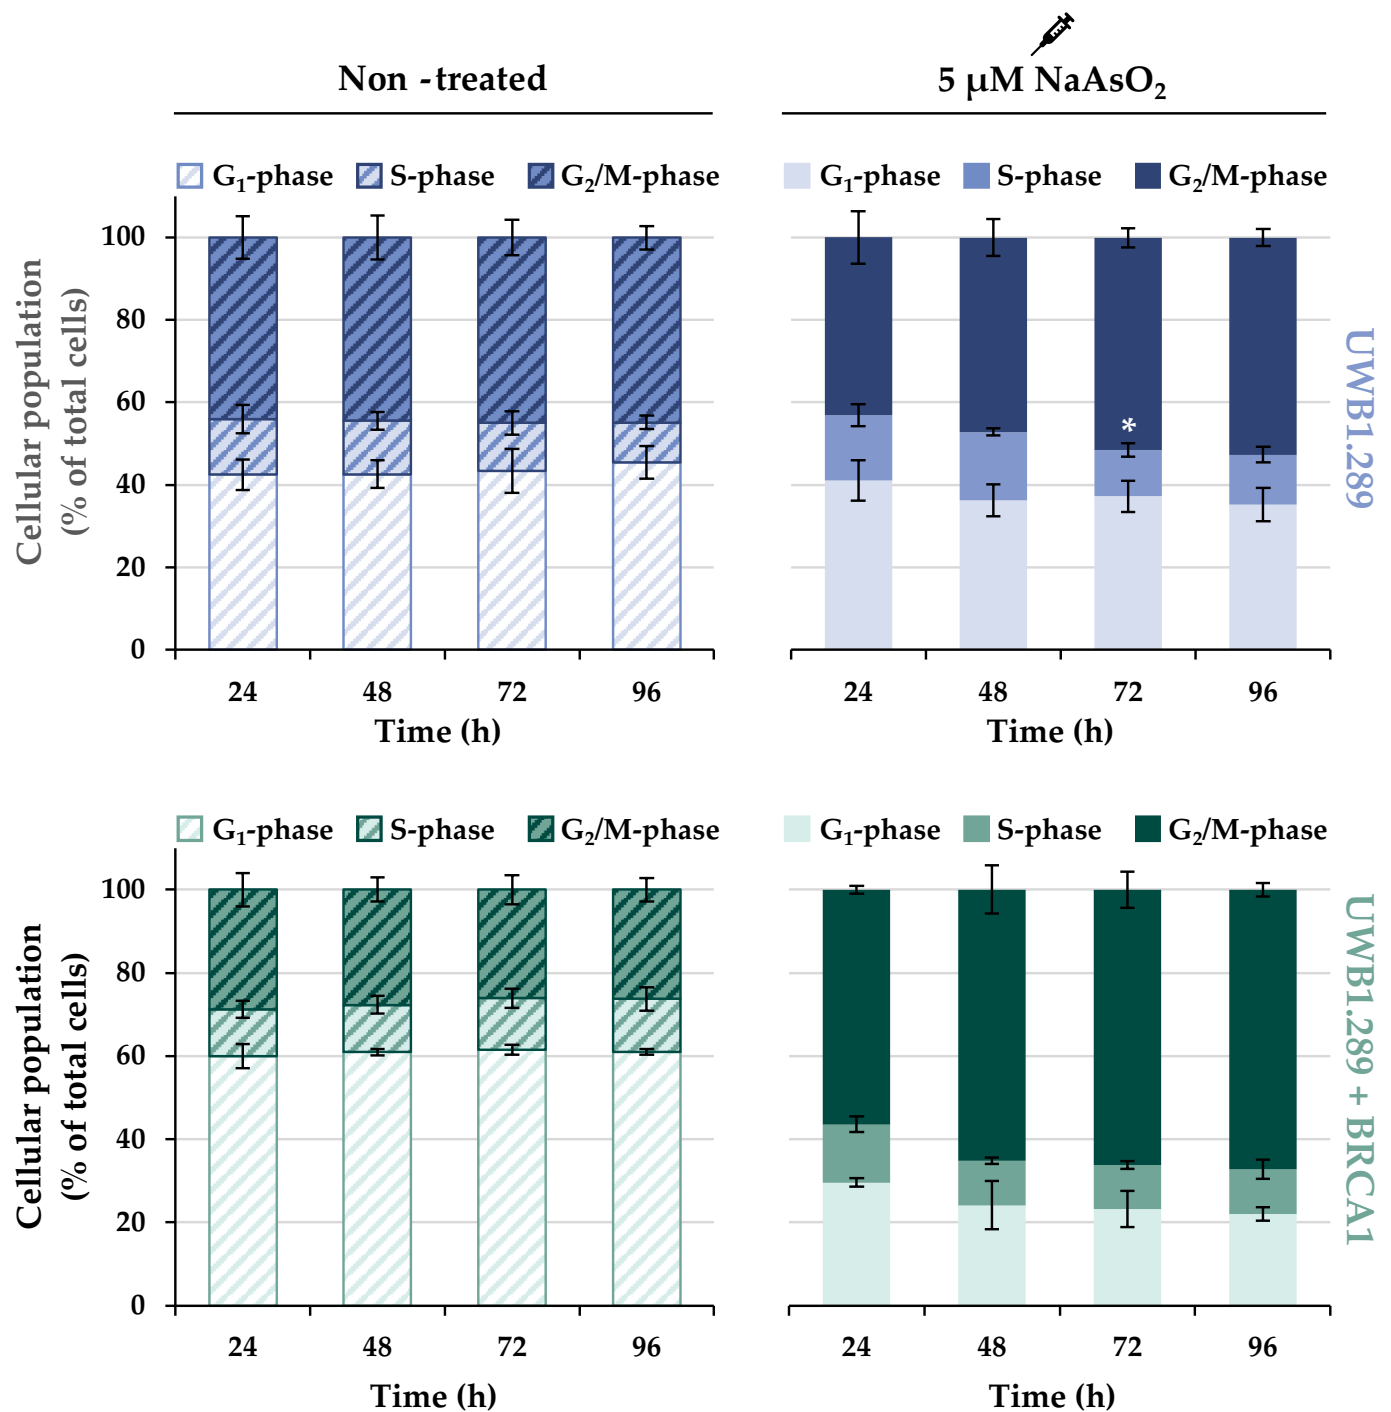 Non -treated
5 µM NaAsO₂
G₁-phase S-phase G₂/M-phase
G₁-phase S-phase G₂/M-phase
Cellular population
(% of total cells)
100
80
60
40
20
0
*
24 48 72 96
Time (h)
24 48 72 96
Time (h)
UWB1.289
G₁-phase S-phase G₂/M-phase
G₁-phase S-phase G₂/M-phase
Cellular population
(% of total cells)
100
80
60
40
20
0
24 48 72 96
Time (h)
24 48 72 96
Time (h)
UWB1.289 + BRCA1